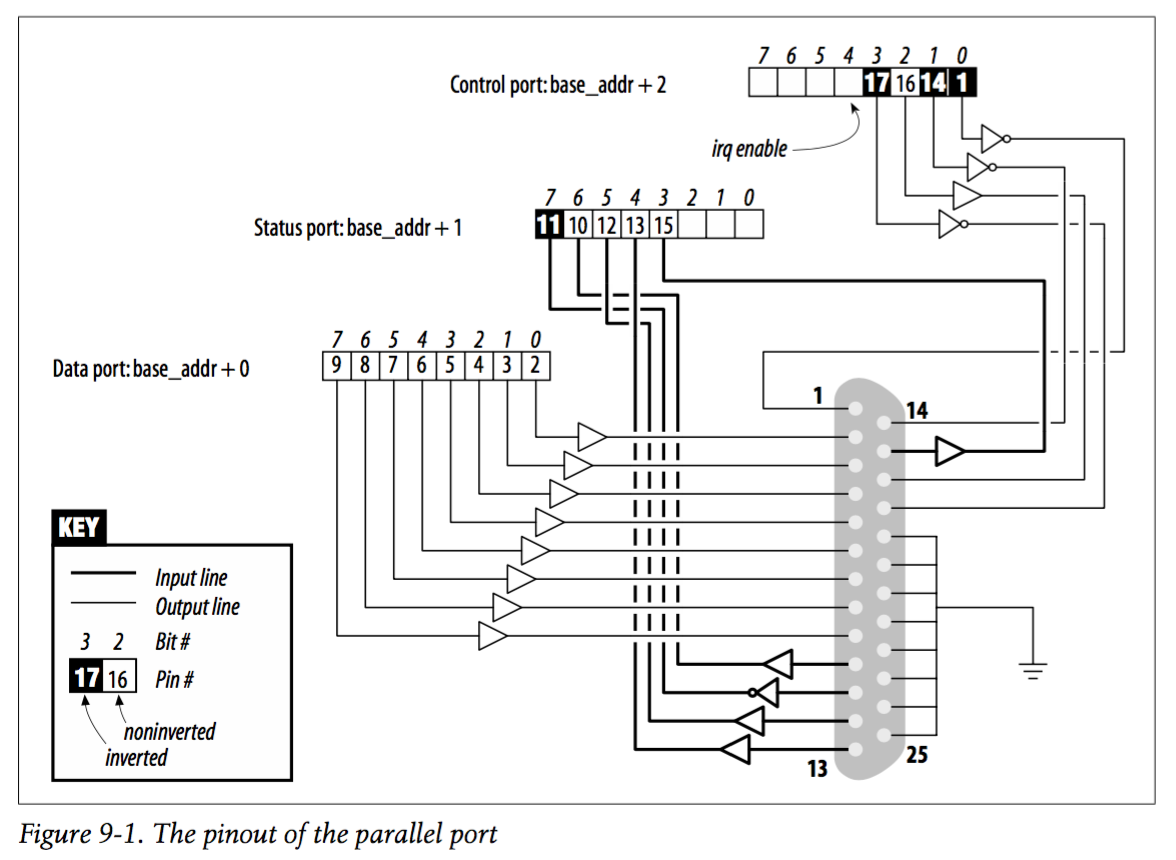 7 6 5 4 3 2 1 0
Control port: base_addr + 2
17 16 14 1
irq enable
7 6 5 4 3 2 1 0
Status port: base_addr + 1
11 10 12 13 15
7 6 5 4 3 2 1 0
Data port: base_addr + 0
9 8 7 6 5 4 3 2
1
14
KEY
Input line
Output line
3 2 Bit #
17 16 Pin #
noninverted
inverted
13
25
Figure 9-1. The pinout of the parallel port